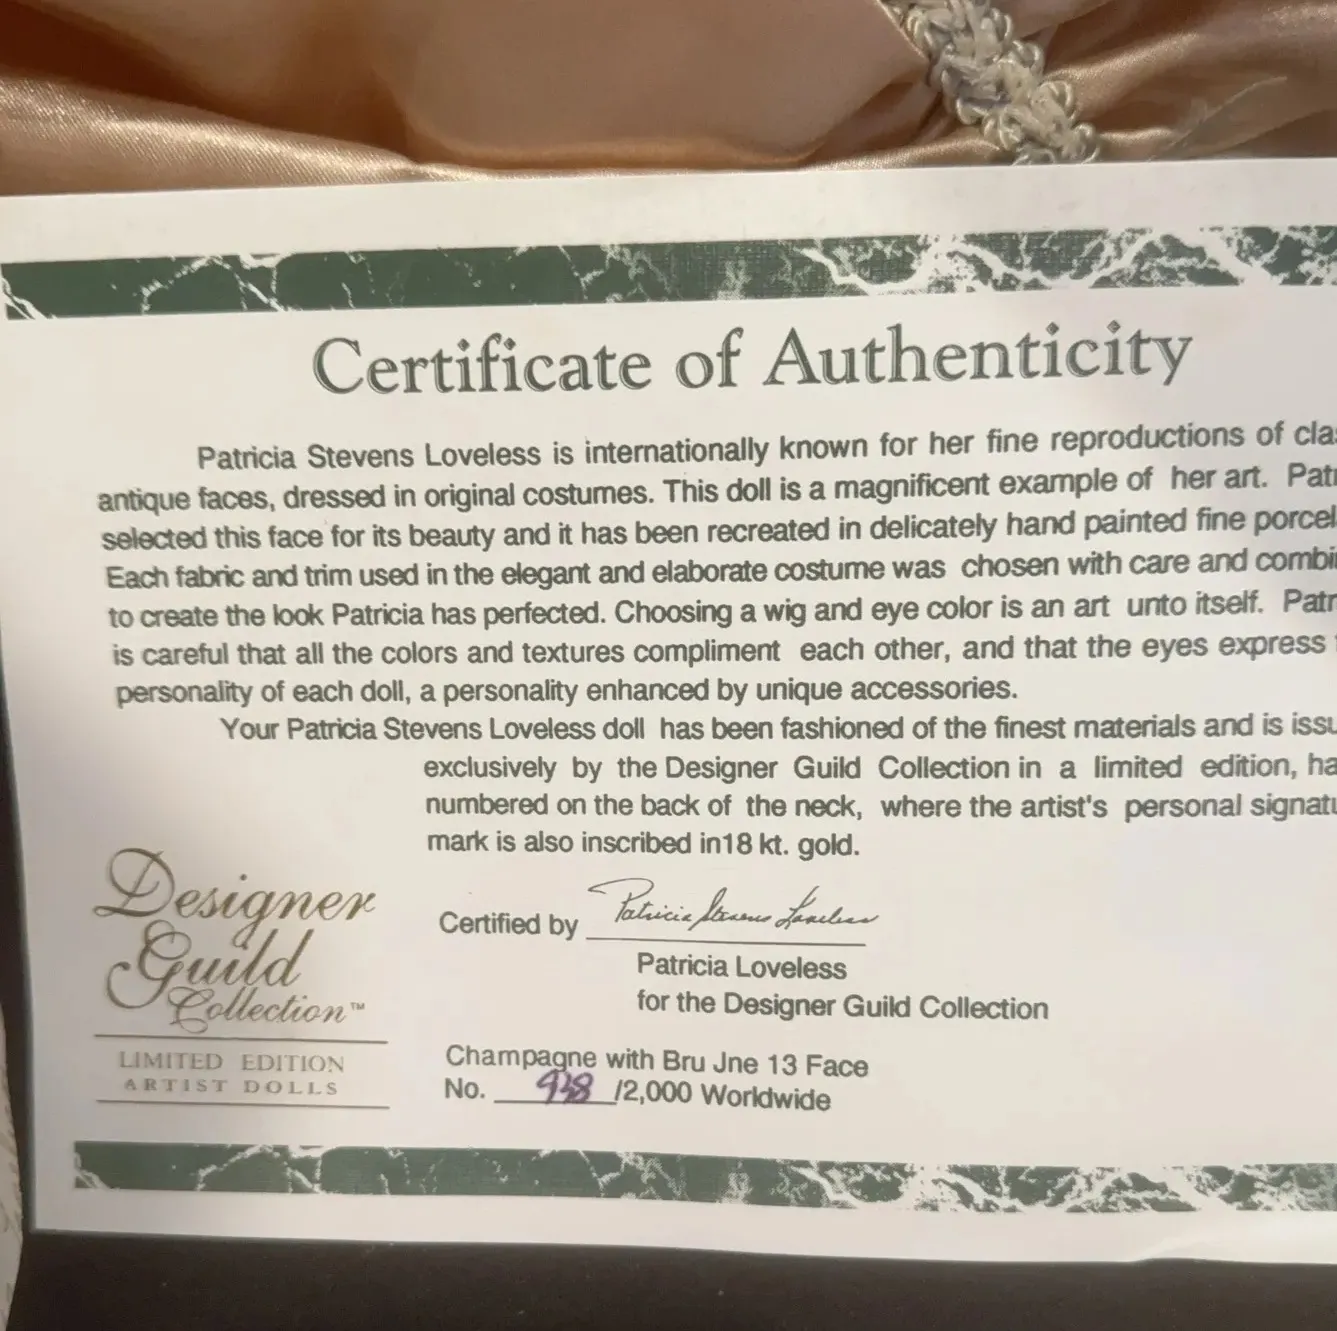 Certificate of Authenticity
Patricia Stevens Loveless is internationally known for her fine reproductions of clas
antique faces, dressed in original costumes. This doll is a magnificent example of her art. Patr
selected this face for its beauty and it has been recreated in delicately hand painted fine porcel
Each fabric and trim used in the elegant and elaborate costume was chosen with care and combi
to create the look Patricia has perfected. Choosing a wig and eye color is an art unto itself. Patr
is careful that all the colors and textures compliment each other, and that the eyes express
personality of each doll, a personality enhanced by unique accessories.
Your Patricia Stevens Loveless doll has been fashioned of the finest materials and is issu
exclusively by the Designer Guild Collection in a limited edition, ha
numbered on the back of the neck, where the artist's personal signatu
mark is also inscribed in18 kt. gold.
Designer
Guild
Collection™
LIMITED EDITION
ARTIST DOLLS
Certified by Patricia Stevens Loveless
Patricia Loveless
for the Designer Guild Collection
Champagne with Bru Jne 13 Face
No. 938 /2,000 Worldwide